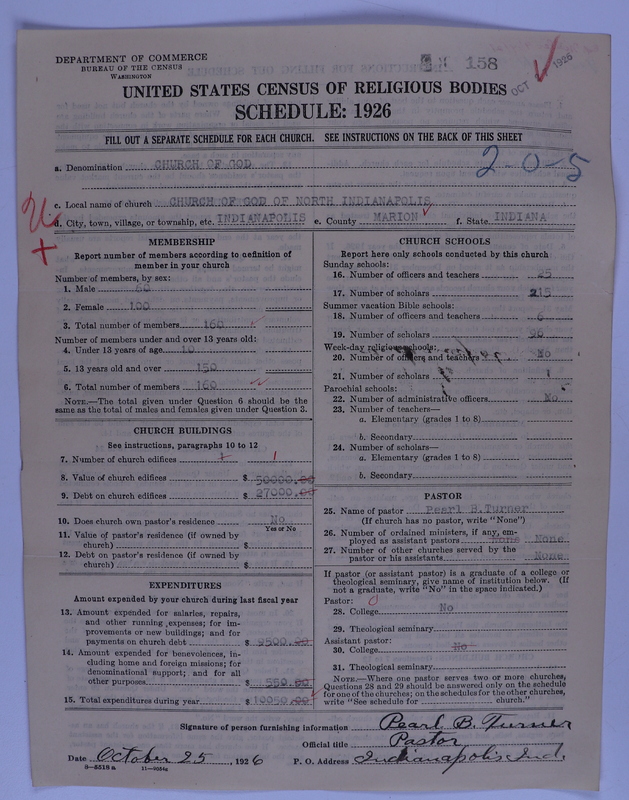 DEPARTMENT OF COMMERCE
BUREAU OF THE CENSUS
WASHINGTON
158
OCT 1926
UNITED STATES CENSUS OF RELIGIOUS BODIES
SCHEDULE: 1926
FILL OUT A SEPARATE SCHEDULE FOR EACH CHURCH. SEE INSTRUCTIONS ON THE BACK OF THIS SHEET
2 0-5
a. Denomination CHURCH OF GOD
c. Local name of church CHURCH OF GOD OF NORTH INDIANAPOLIS
d. City, town, village, or township, etc. INDIANAPOLIS e. County MARION f. State INDIANA
MEMBERSHIP
Report number of members according to definition of
member in your church
Number of members, by sex:
1. Male 60
2. Female 100
3. Total number of members 160
Number of members under and over 13 years old:
4. Under 13 years of age 10
5. 13 years old and over 150
6. Total number of members 160
NOTE.—The total given under Question 6 should be the
same as the total of males and females given under Question 3.
CHURCH BUILDINGS
See instructions, paragraphs 10 to 12
7. Number of church edifices 1
8. Value of church edifices $ 50000.00
9. Debt on church edifices $ 27000.00
10. Does church own pastor's residence No
Yes or No
11. Value of pastor's residence (if owned by
church) $
12. Debt on pastor's residence (if owned by
church) $
EXPENDITURES
Amount expended by your church during last fiscal year
13. Amount expended for salaries, repairs,
and other running expenses; for im-
provements or new buildings; and for
payments on church debt $ 9500.00
14. Amount expended for benevolences, in-
cluding home and foreign missions; for
denominational support; and for all
other purposes $ 550.00
15. Total expenditures during year $ 10050.00
CHURCH SCHOOLS
Report here only schools conducted by this church
Sunday schools:
16. Number of officers and teachers 25
17. Number of scholars 215
Summer vacation Bible schools:
18. Number of officers and teachers 6
19. Number of scholars 90
Week-day religious schools:
20. Number of officers and teachers No
21. Number of scholars
Parochial schools:
22. Number of administrative officers No
23. Number of teachers—
a. Elementary (grades 1 to 8)
b. Secondary
24. Number of scholars—
a. Elementary (grades 1 to 8)
b. Secondary
PASTOR
25. Name of pastor Pearl B.Turner
(If church has no pastor, write "None")
26. Number of ordained ministers, if any, em-
ployed as assistant pastors None
27. Number of other churches served by the
pastor or his assistants None
If pastor (or assistant pastor) is a graduate of a college or
theological seminary, give name of institution below. (If
not a graduate, write "No" in the space indicated.)
Pastor:
28. College No
29. Theological seminary
Assistant pastor:
30. College No
31. Theological seminary
NOTE.—Where one pastor serves two or more churches,
Questions 28 and 29 should be answered only on the schedule
for one of the churches; on the schedules for the other churches,
write "See schedule for church."
Signature of person furnishing information Pearl B. Turner
Official title Pastor
Date October 25, 1926 P. O. Address Indianapolis Ind.